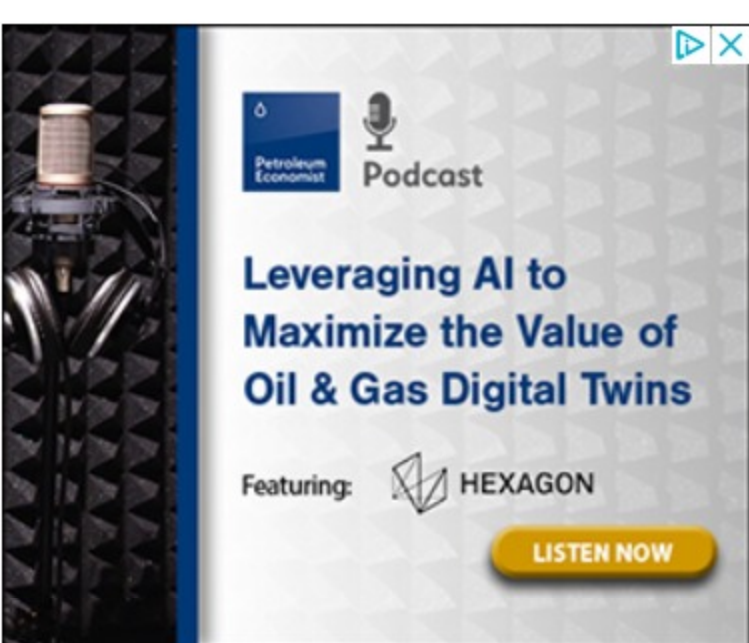 Petroleum
Economist
Podcast
Leveraging AI to
Maximize the Value of
Oil & Gas Digital Twins
Featuring:
HEXAGON
LISTEN NOW